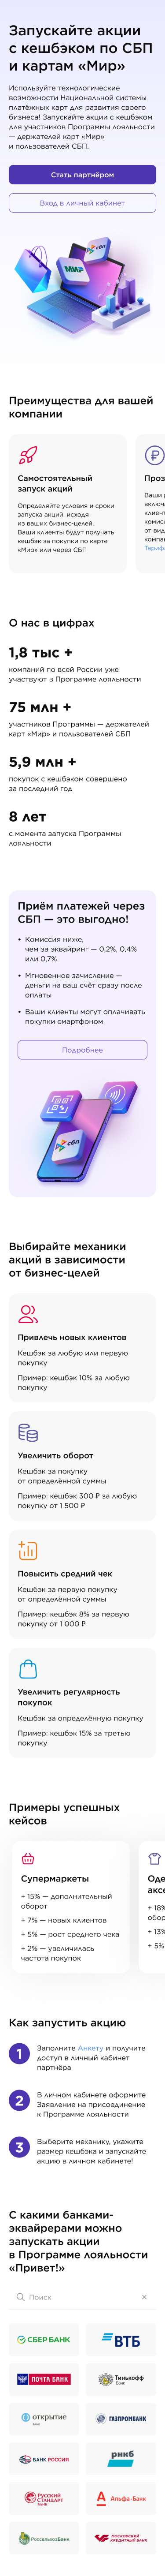 Запускайте акции
с кешбэком по СБП
и картам «Мир»
Используйте технологические
возможности Национальной системы
платёжных карт для развития своего
бизнеса! Запускайте акции с кешбэком
для участников Программы лояльности
— держателей карт «Мир»
и пользователей СБП.
Стать партнёром
Вход в личный кабинет
МИР
сбп
Преимущества для вашей
компании
Самостоятельный
запуск акций
Определяйте условия и сроки
запуска акций, исходя
из ваших бизнес-целей.
Ваши клиенты будут получать
кешбэк за покупки по карте
«Мир» или через СБП
Проз
Ваши р
включа
клиент
комисс
от вид
компан
Тариф
О нас в цифрах
1,8 тыс +
компаний по всей России уже
участвуют в Программе лояльности
75 млн +
участников Программы — держателей
карт «Мир» и пользователей СБП
5,9 млн +
покупок с кешбэком совершено
за последний год
8 лет
с момента запуска Программы
лояльности
Приём платежей через
СБП — это выгодно!
• Комиссия ниже,
чем за эквайринг — 0,2%, 0,4%
или 0,7%
• Мгновенное зачисление —
деньги на ваш счёт сразу после
оплаты
• Ваши клиенты могут оплачивать
покупки смартфоном
Подробнее
сбп
Выбирайте механики
акций в зависимости
от бизнес-целей
Привлечь новых клиентов
Кешбэк за любую или первую
покупку
Пример: кешбэк 10% за любую
покупку
Увеличить оборот
Кешбэк за покупку
от определённой суммы
Пример: кешбэк 300 ₽ за любую
покупку от 1 500 ₽
Повысить средний чек
Кешбэк за первую покупку
от определённой суммы
Пример: кешбэк 8% за первую
покупку от 1 000 ₽
Увеличить регулярность
покупок
Кешбэк за определённую покупку
Пример: кешбэк 15% за третью
покупку
Примеры успешных
кейсов
Супермаркеты
+ 15% — дополнительный
оборот
+ 7% — новых клиентов
+ 5% — рост среднего чека
+ 2% — увеличилась
частота покупок
Оде
аксе
+ 18%
обор
+ 13%
+ 5%
Как запустить акцию
1 Заполните Анкету и получите
доступ в личный кабинет
партнёра
2 В личном кабинете оформите
Заявление на присоединение
к Программе лояльности
3 Выберите механику, укажите
размер кешбэка и запускайте
акцию в личном кабинете!
С какими банками-
эквайрерами можно
запускать акции
в Программе лояльности
«Привет!»
Поиск
СБЕР БАНК
ВТБ
ПОЧТА БАНК
Тинькофф
Банк
открытие
банк
ГАЗПРОМБАНК
БАНК РОССИЯ
рнкб
Русский
Стандарт
БАНК
Альфа·Банк
РоссельхозБанк
МОСКОВСКИЙ
КРЕДИТНЫЙ БАНК